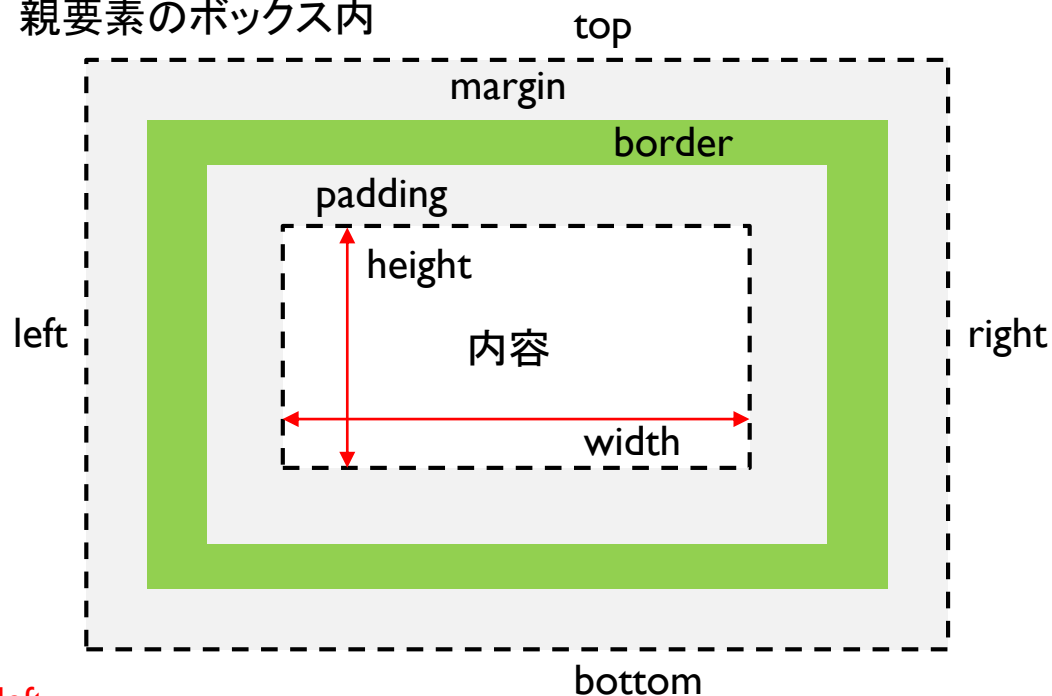 親要素のボックス内
top
margin
border
padding
height
left
right
内容
width
bottom